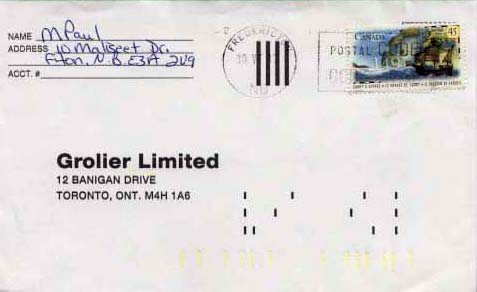 NAME M Paul
ADDRESS 10 Maliseet Dr.
F'ton, N.B. E3A 2V9
ACCT. #
FREDERICTON
NB
POSTAL CODE
CANADA 45
Grolier Limited
12 BANIGAN DRIVE
TORONTO, ONT. M4H 1A6